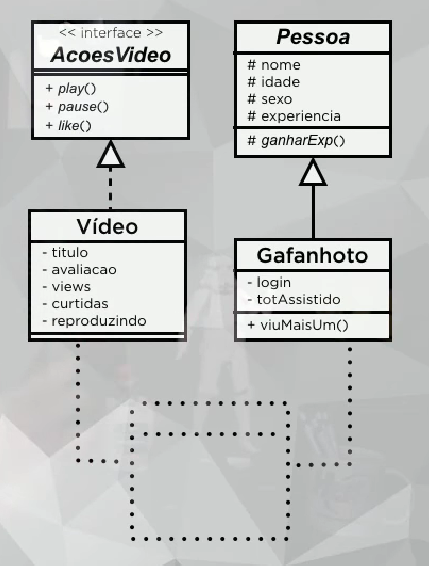 << interface >>
AcoesVideo
+ play()
+ pause()
+ like()
Pessoa
# nome
# idade
# sexo
# experiencia
# ganharExp()
Vídeo
- titulo
- avaliacao
- views
- curtidas
- reproduzindo
Gafanhoto
- login
- totAssistido
+ viuMaisUm()